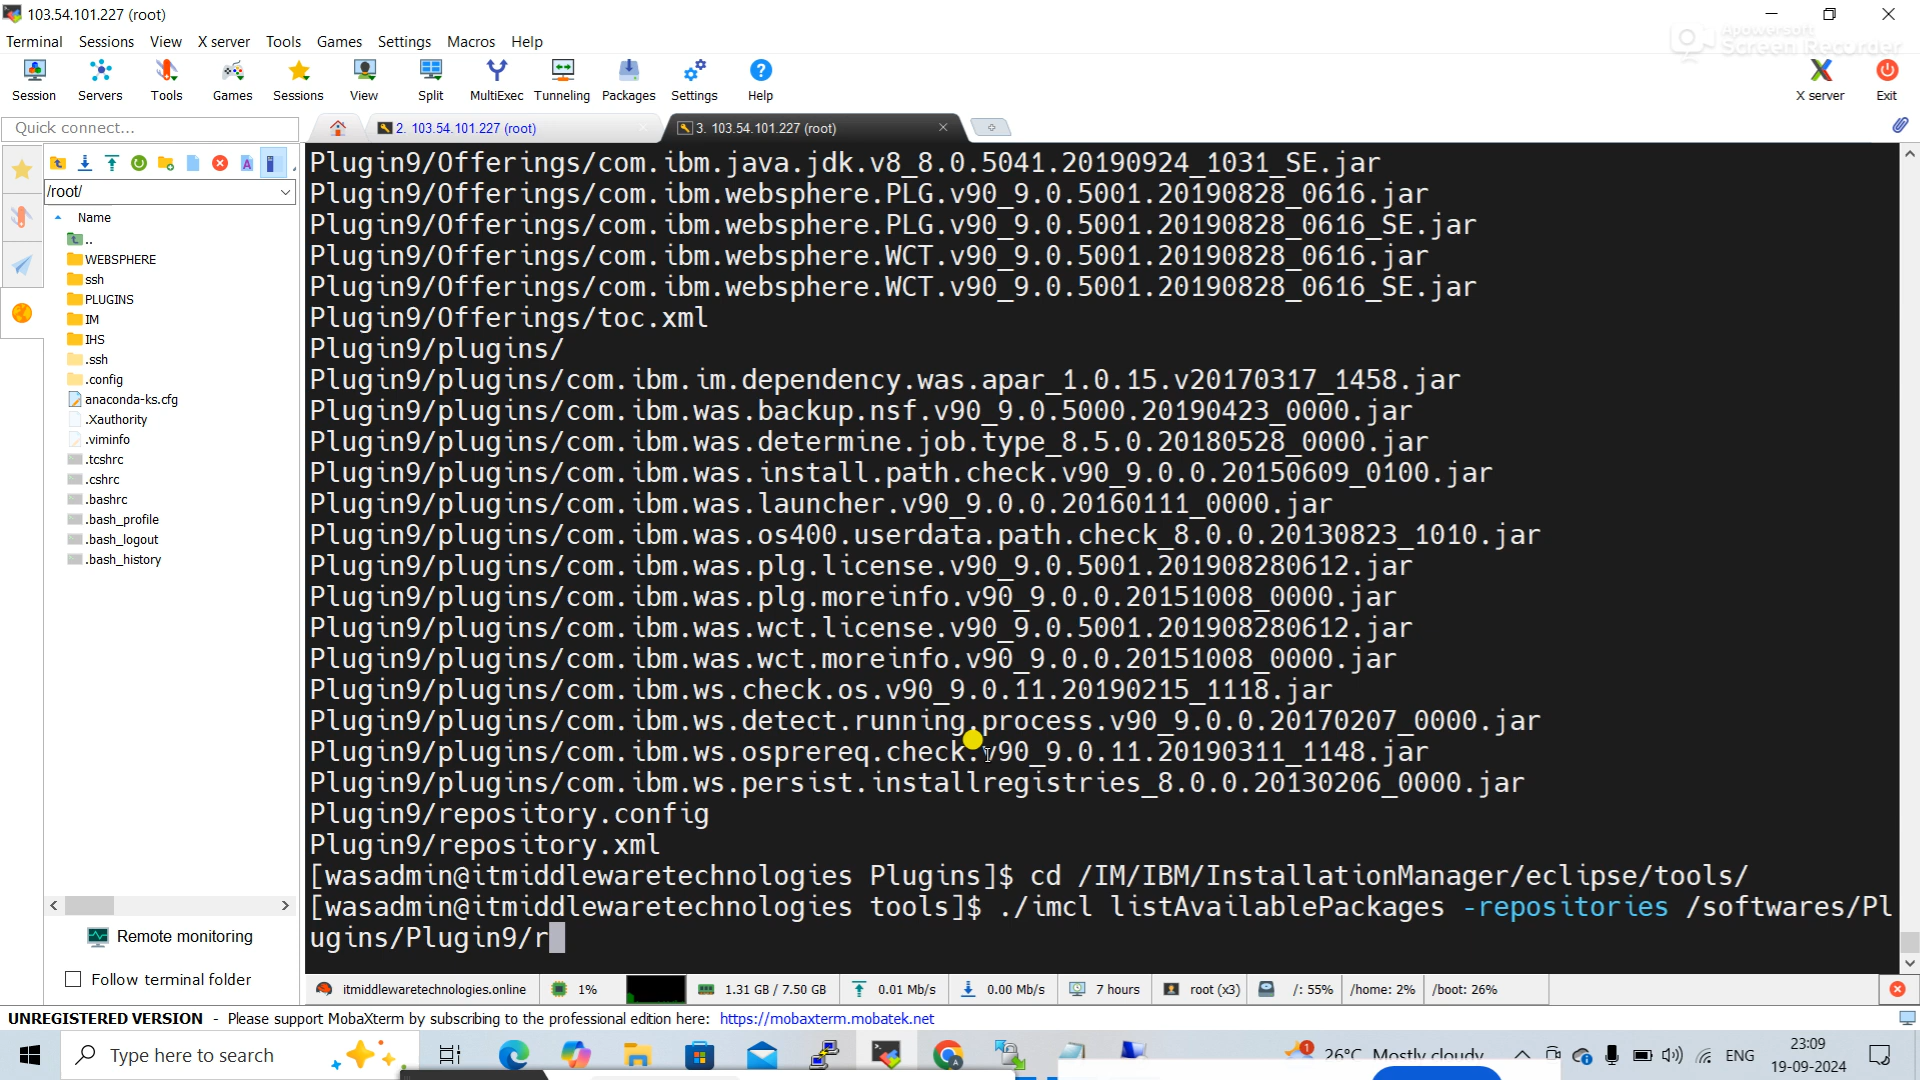 103.54.101.227 (root)
Apowersoft
Screen Recorder
Terminal Sessions View X server Tools Games Settings Macros Help
Session Servers Tools Games Sessions View Split MultiExec Tunneling Packages Settings Help X server Exit
Quick connect...
2. 103.54.101.227 (root)
3. 103.54.101.227 (root)
/root/
Name
..
WEBSPHERE
ssh
PLUGINS
IM
IHS
.ssh
.config
anaconda-ks.cfg
.Xauthority
.viminfo
.tcshrc
.cshrc
.bashrc
.bash_profile
.bash_logout
.bash_history
Remote monitoring
Follow terminal folder
Plugin9/Offerings/com.ibm.java.jdk.v8_8.0.5041.20190924_1031_SE.jar
Plugin9/Offerings/com.ibm.websphere.PLG.v90_9.0.5001.20190828_0616.jar
Plugin9/Offerings/com.ibm.websphere.PLG.v90_9.0.5001.20190828_0616_SE.jar
Plugin9/Offerings/com.ibm.websphere.WCT.v90_9.0.5001.20190828_0616.jar
Plugin9/Offerings/com.ibm.websphere.WCT.v90_9.0.5001.20190828_0616_SE.jar
Plugin9/Offerings/toc.xml
Plugin9/plugins/
Plugin9/plugins/com.ibm.im.dependency.was.apar_1.0.15.v20170317_1458.jar
Plugin9/plugins/com.ibm.was.backup.nsf.v90_9.0.5000.20190423_0000.jar
Plugin9/plugins/com.ibm.was.determine.job.type_8.5.0.20180528_0000.jar
Plugin9/plugins/com.ibm.was.install.path.check.v90_9.0.0.20150609_0100.jar
Plugin9/plugins/com.ibm.was.launcher.v90_9.0.0.20160111_0000.jar
Plugin9/plugins/com.ibm.was.os400.userdata.path.check_8.0.0.20130823_1010.jar
Plugin9/plugins/com.ibm.was.plg.license.v90_9.0.5001.201908280612.jar
Plugin9/plugins/com.ibm.was.plg.moreinfo.v90_9.0.0.20151008_0000.jar
Plugin9/plugins/com.ibm.was.wct.license.v90_9.0.5001.201908280612.jar
Plugin9/plugins/com.ibm.was.wct.moreinfo.v90_9.0.0.20151008_0000.jar
Plugin9/plugins/com.ibm.ws.check.os.v90_9.0.11.20190215_1118.jar
Plugin9/plugins/com.ibm.ws.detect.running.process.v90_9.0.0.20170207_0000.jar
Plugin9/plugins/com.ibm.ws.osprereq.check.v90_9.0.11.20190311_1148.jar
Plugin9/plugins/com.ibm.ws.persist.installregistries_8.0.0.20130206_0000.jar
Plugin9/repository.config
Plugin9/repository.xml
[wasadmin@itmiddlewaretechnologies Plugins]$ cd /IM/IBM/InstallationManager/eclipse/tools/
[wasadmin@itmiddlewaretechnologies tools]$ ./imcl listAvailablePackages -repositories /softwares/Pl
ugins/Plugin9/r
itmiddlewaretechnologies.online 1% 1.31 GB / 7.50 GB 0.01 Mb/s 0.00 Mb/s 7 hours root (x3) /: 55% /home: 2% /boot: 26%
UNREGISTERED VERSION - Please support MobaXterm by subscribing to the professional edition here: https://mobaxterm.mobatek.net
Type here to search
1
26°C Mostly cloudy
ENG
23:09
19-09-2024